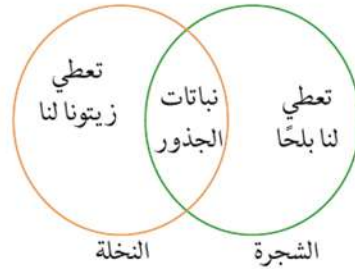 تعطي
لنا بلحًا
نباتات
الجذور
تعطي
زيتونا لنا
الشجرة
النخلة